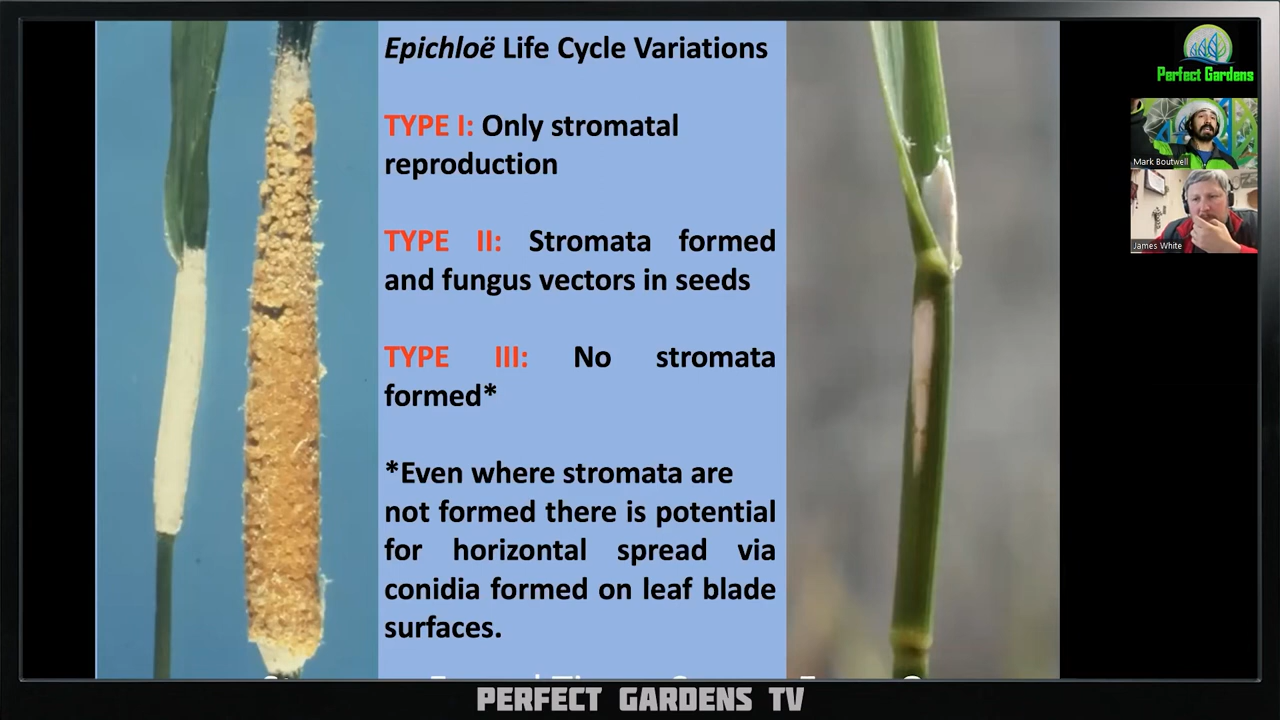 Epichloë Life Cycle Variations
TYPE I: Only stromatal
reproduction
TYPE II: Stromata formed
and fungus vectors in seeds
TYPE III: No stromata
formed*
*Even where stromata are
not formed there is potential
for horizontal spread via
conidia formed on leaf blade
surfaces.
Perfect Gardens
Mark Boutwell
James White
PERFECT GARDENS TV